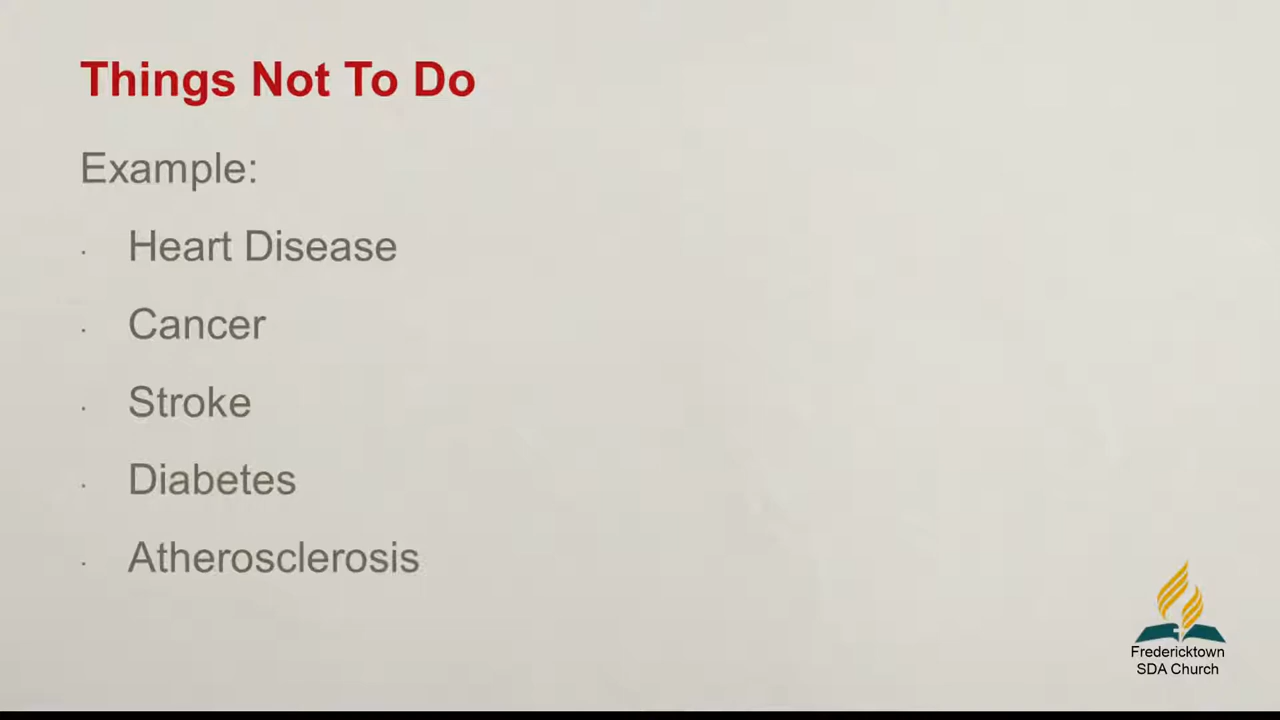 Things Not To Do
Example:
· Heart Disease
· Cancer
· Stroke
· Diabetes
· Atherosclerosis
Fredericktown
SDA Church